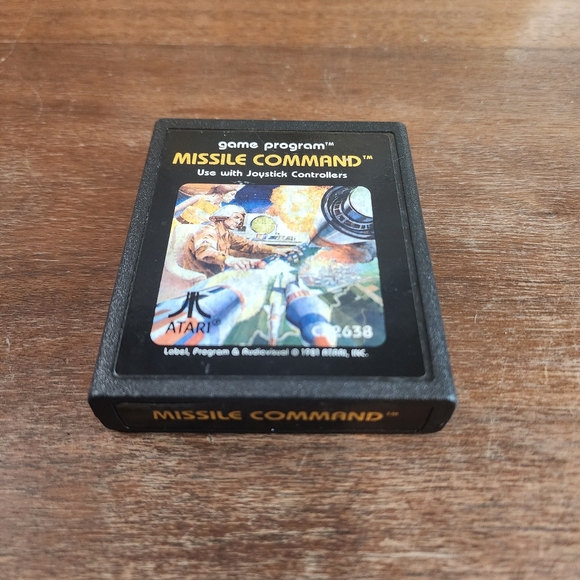 game program™
MISSILE COMMAND™
Use with Joystick Controllers
ATARI®
CX2638
Label, Program & Audiovisual © 1981 ATARI, INC.
MISSILE COMMAND™